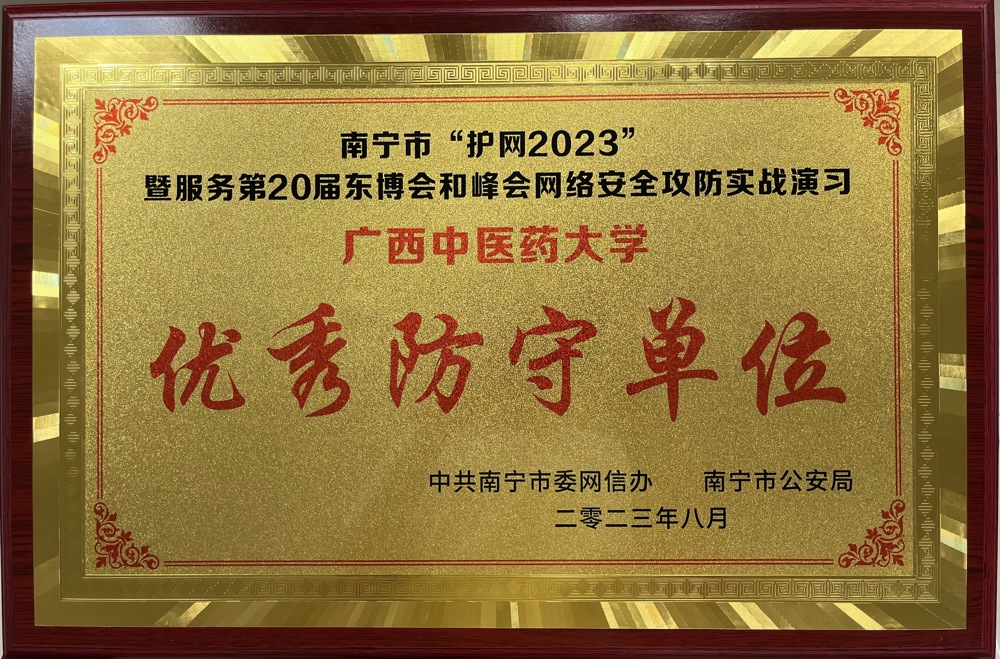 南宁市“护网2023”
暨服务第20届东博会和峰会网络安全攻防实战演习
广西中医药大学
优秀防守单位
中共南宁市委网信办 南宁市公安局
二零二三年八月